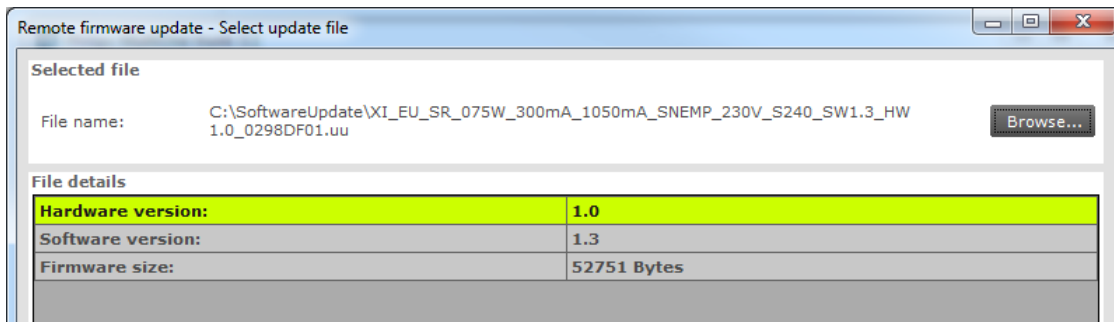 Remote firmware update - Select update file
Selected file
File name:
C:\SoftwareUpdate\XI_EU_SR_075W_300mA_1050mA_SNEMP_230V_S240_SW1.3_HW
1.0_0298DF01.uu
Browse...
File details
Hardware version: 1.0
Software version: 1.3
Firmware size: 52751 Bytes